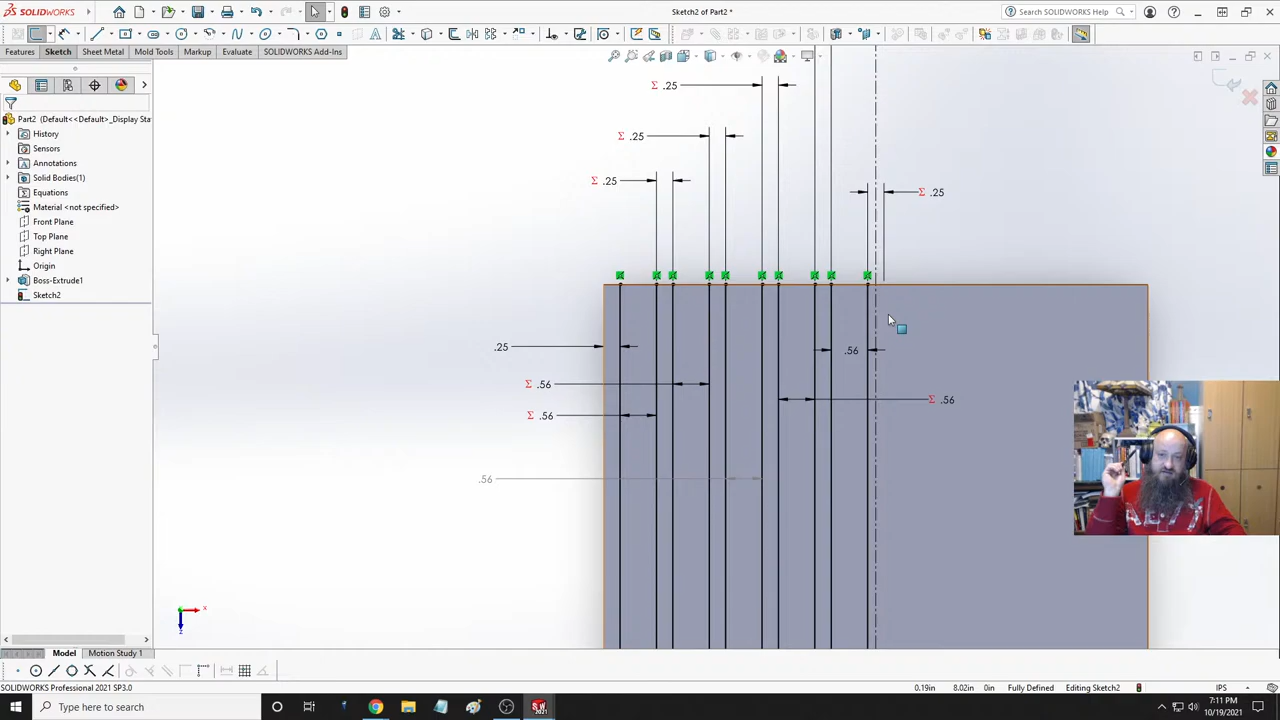 SOLIDWORKS
File
Sketch2 of Part2 *
Search SOLIDWORKS Help
Features
Sketch
Sheet Metal
Mold Tools
Markup
Evaluate
SOLIDWORKS Add-Ins
Part2 (Default<<Default>_Display Sta
History
Sensors
Annotations
Solid Bodies(1)
Equations
Material <not specified>
Front Plane
Top Plane
Right Plane
Origin
Boss-Extrude1
Sketch2
Σ .25
Σ .25
Σ .25
Σ .25
.25
.56
Σ .56
Σ .56
Σ .56
.56
x
z
Model
Motion Study 1
SOLIDWORKS Professional 2021 SP3.0
0.19in
8.02in
0in
Fully Defined
Editing Sketch2
IPS
Type here to search
SW
2021
7:11 PM
10/19/2021